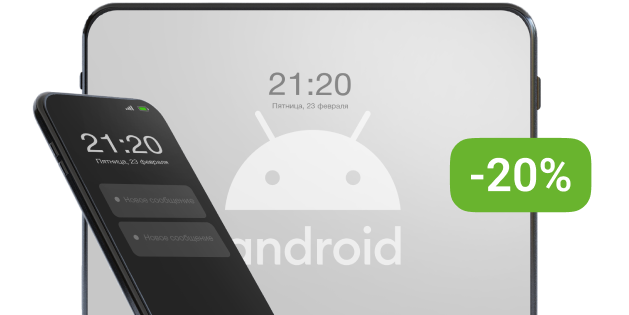 21:20
Пятница, 23 февраля
android
-20%
21:20
Пятница, 23 февраля
Новое сообщение
Новое сообщение